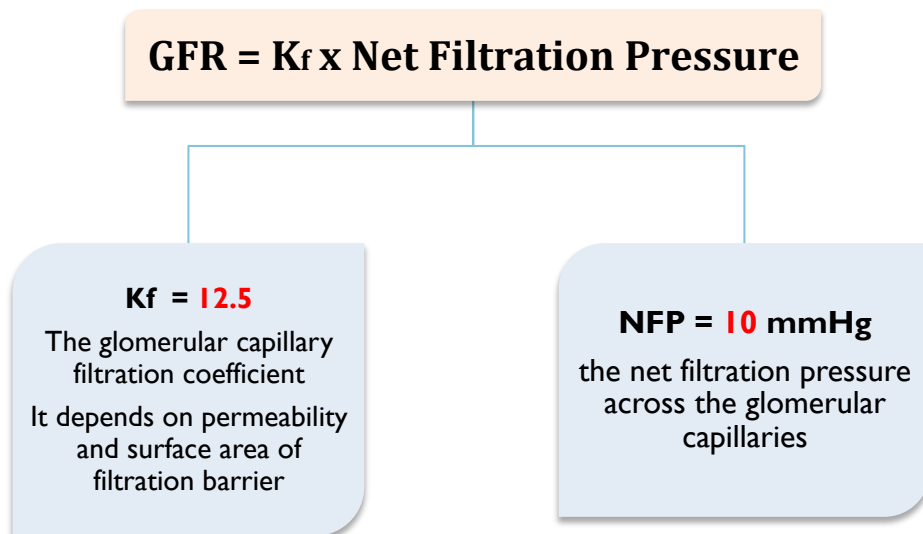 GFR = Kf x Net Filtration Pressure
Kf = 12.5
The glomerular capillary
filtration coefficient
It depends on permeability
and surface area of
filtration barrier
NFP = 10 mmHg
the net filtration pressure
across the glomerular
capillaries